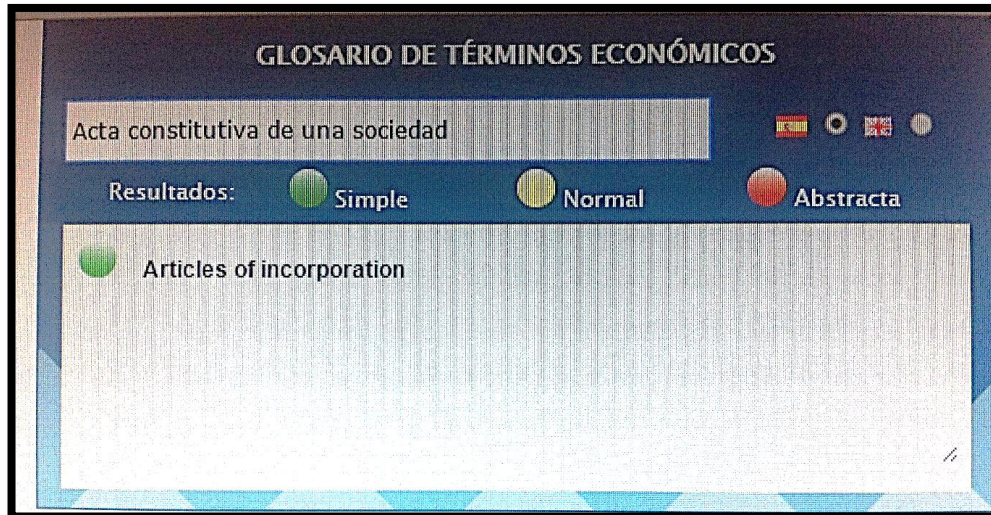 GLOSARIO DE TÉRMINOS ECONÓMICOS
Acta constitutiva de una sociedad
Resultados: Simple Normal Abstracta
Articles of incorporation